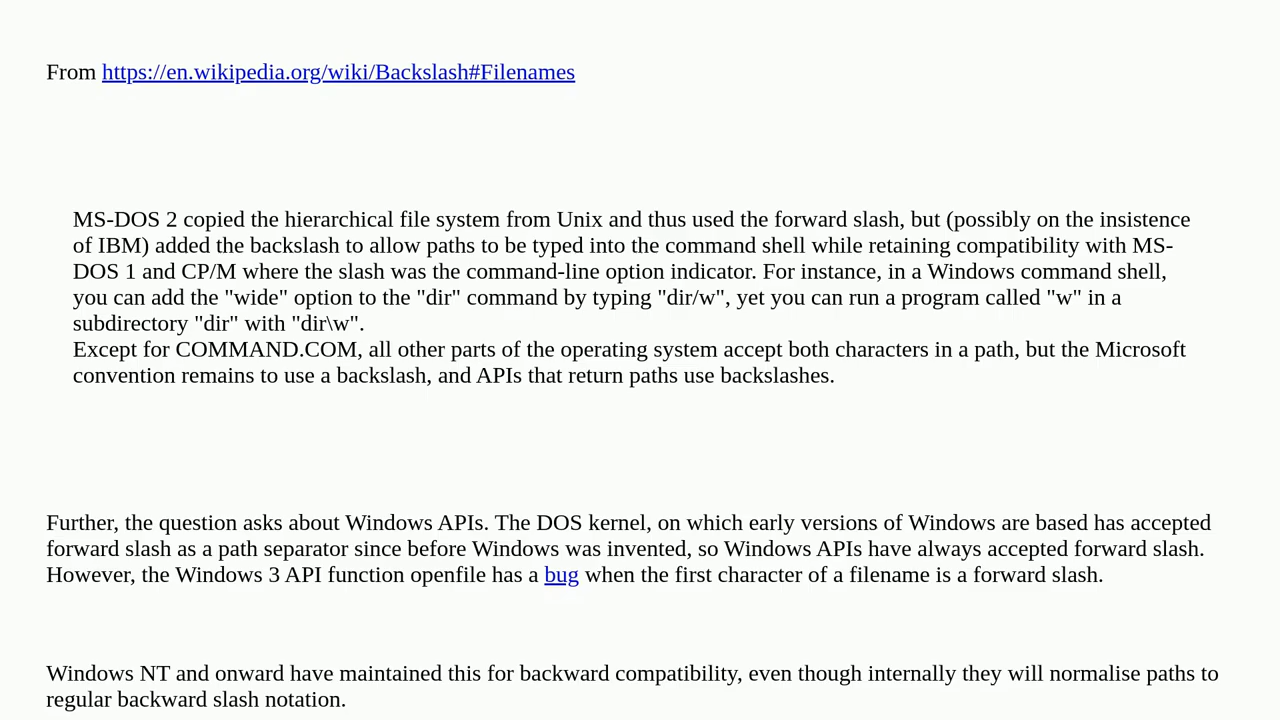 From https://en.wikipedia.org/wiki/Backslash#Filenames
MS-DOS 2 copied the hierarchical file system from Unix and thus used the forward slash, but (possibly on the insistence
of IBM) added the backslash to allow paths to be typed into the command shell while retaining compatibility with MS-
DOS 1 and CP/M where the slash was the command-line option indicator. For instance, in a Windows command shell,
you can add the "wide" option to the "dir" command by typing "dir/w", yet you can run a program called "w" in a
subdirectory "dir" with "dir\w".
Except for COMMAND.COM, all other parts of the operating system accept both characters in a path, but the Microsoft
convention remains to use a backslash, and APIs that return paths use backslashes.
Further, the question asks about Windows APIs. The DOS kernel, on which early versions of Windows are based has accepted
forward slash as a path separator since before Windows was invented, so Windows APIs have always accepted forward slash.
However, the Windows 3 API function openfile has a bug when the first character of a filename is a forward slash.
Windows NT and onward have maintained this for backward compatibility, even though internally they will normalise paths to
regular backward slash notation.